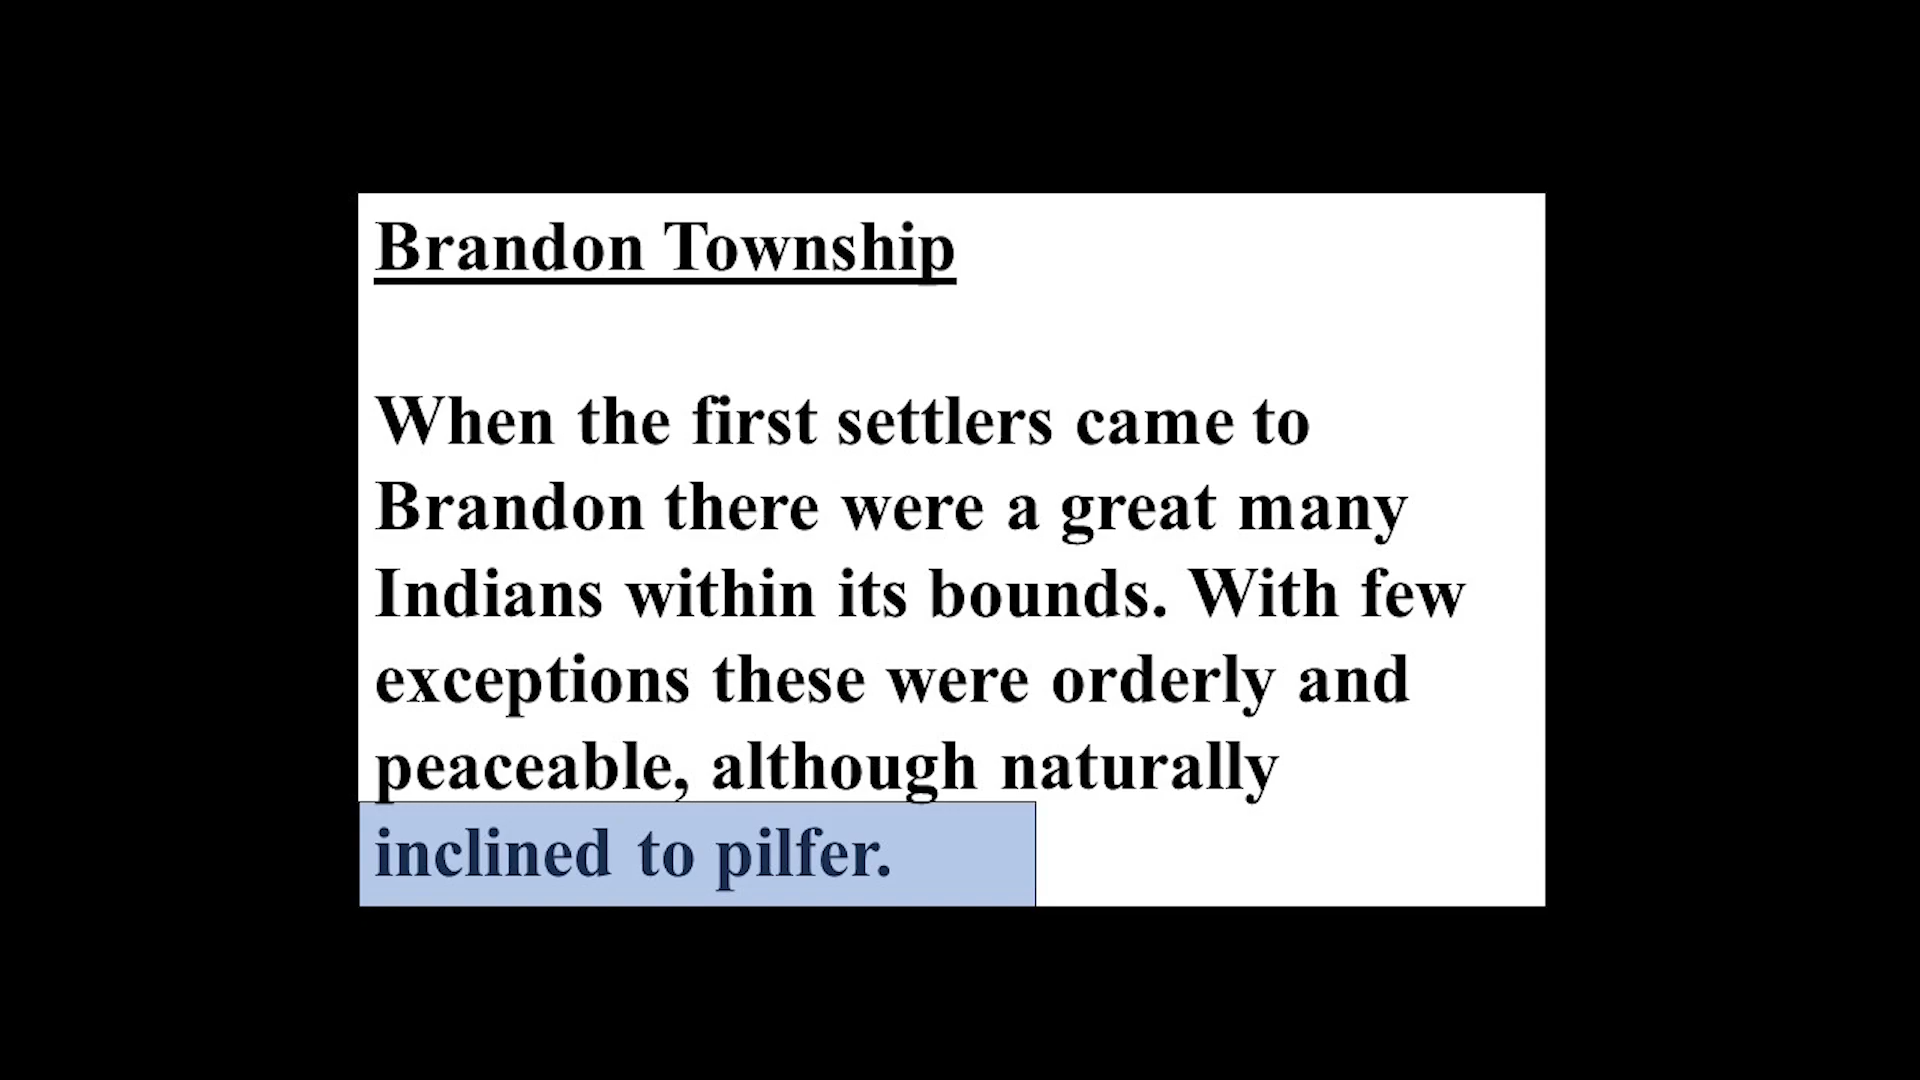 Brandon Township
When the first settlers came to
Brandon there were a great many
Indians within its bounds. With few
exceptions these were orderly and
peaceable, although naturally
inclined to pilfer.